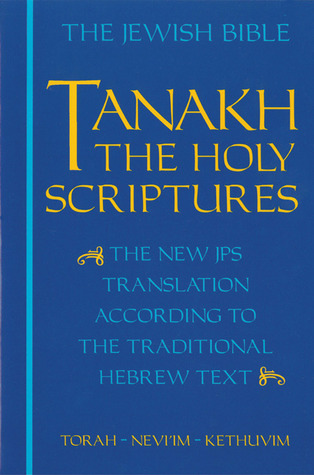 THE JEWISH BIBLE
TANAKH
THE HOLY
SCRIPTURES
THE NEW JPS
TRANSLATION
ACCORDING TO
THE TRADITIONAL
HEBREW TEXT
TORAH – NEVI'IM – KETHUVIM